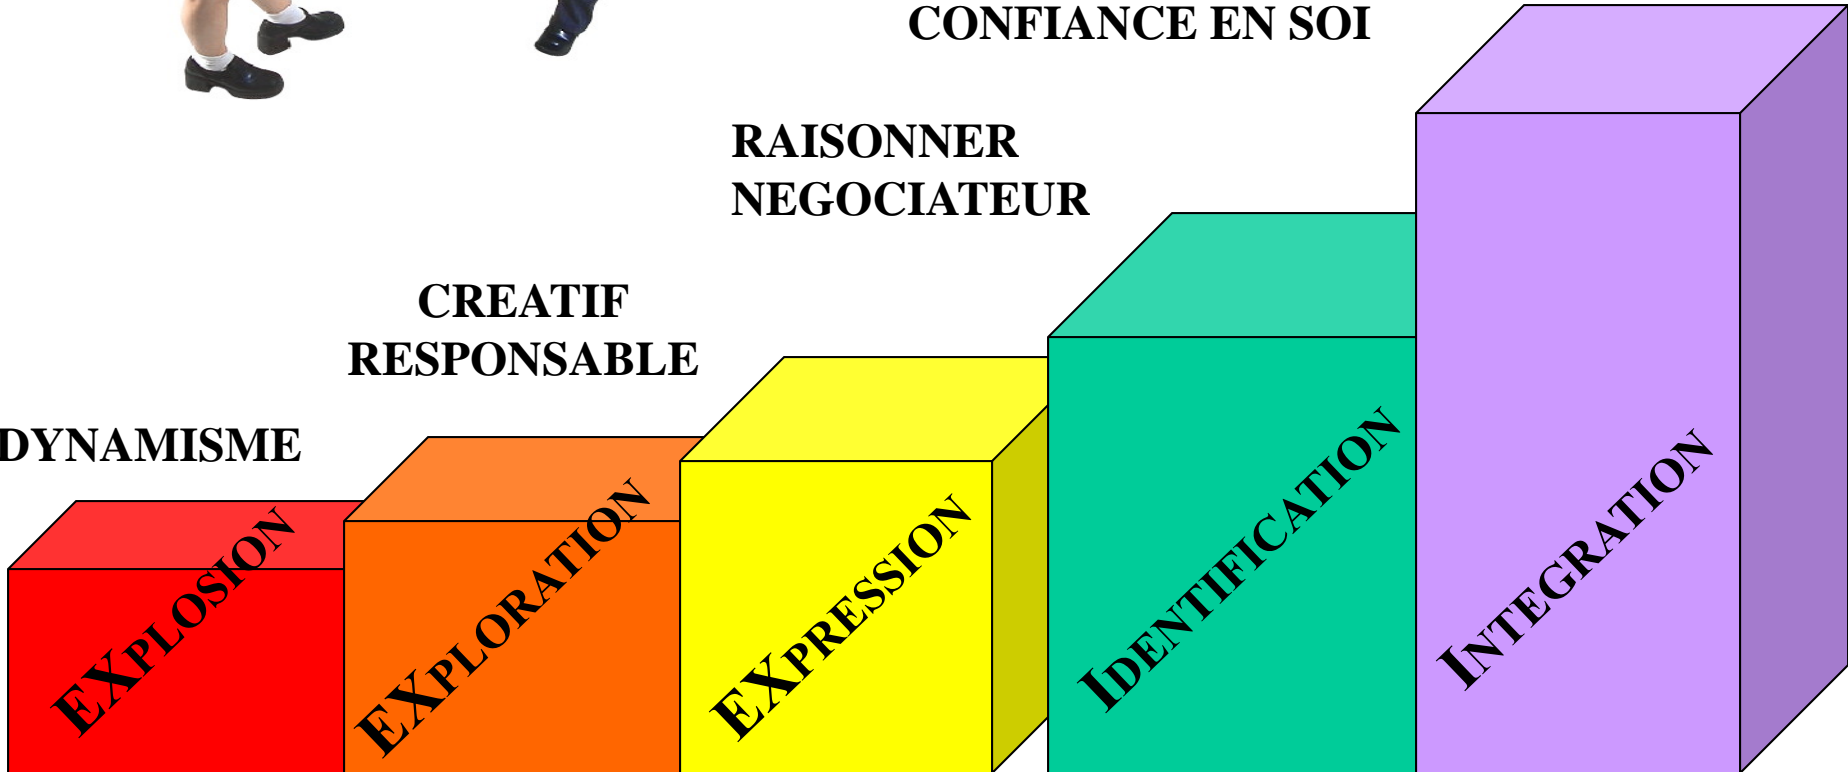 CONFIANCE EN SOI
RAISONNER
NEGOCIATEUR
CREATIF
RESPONSABLE
DYNAMISME
EXPLOSION
EXPLORATION
EXPRESSION
IDENTIFICATION
INTEGRATION